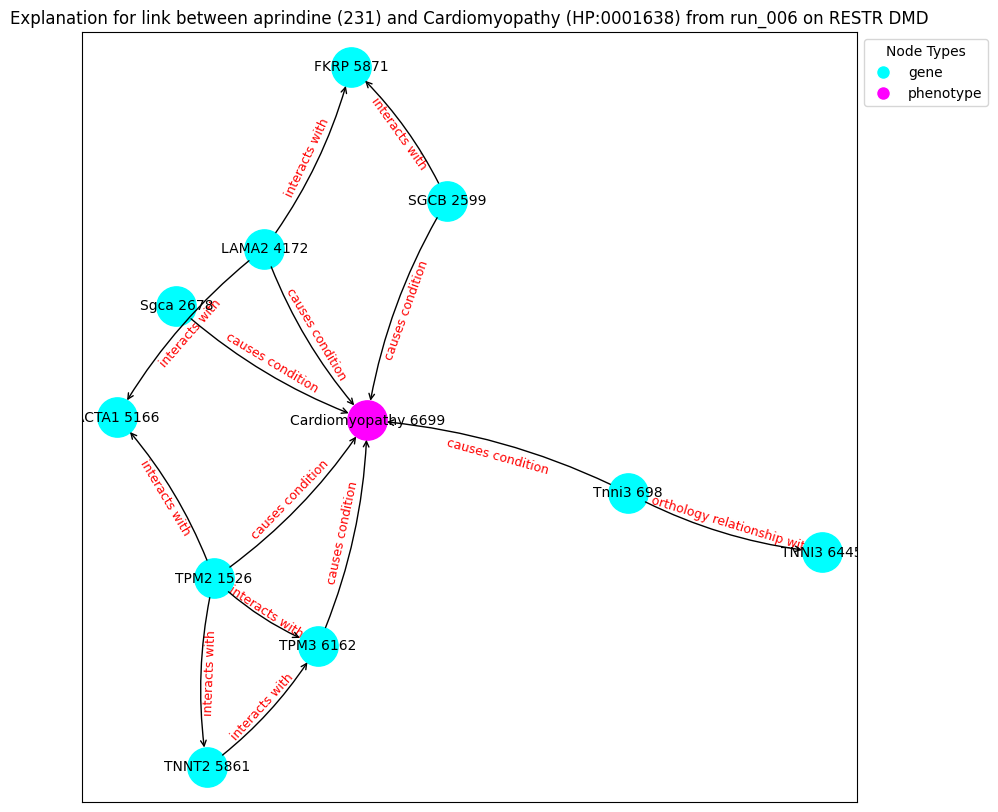 Explanation for link between aprindine (231) and Cardiomyopathy (HP:0001638) from run_006 on RESTR DMD
Node Types
gene
phenotype
FKRP 5871
interacts with
interacts with
SGCB 2599
LAMA2 4172
causes condition
causes condition
Sgca 2678
interacts with
causes condition
CTA1 5166
Cardiomyopathy 6699
causes condition
interacts with
causes condition
causes condition
Tnni3 698
orthology relationship wit
TNNI3 6445
TPM2 1526
interacts with
interacts with
TPM3 6162
interacts with
TNNT2 5861